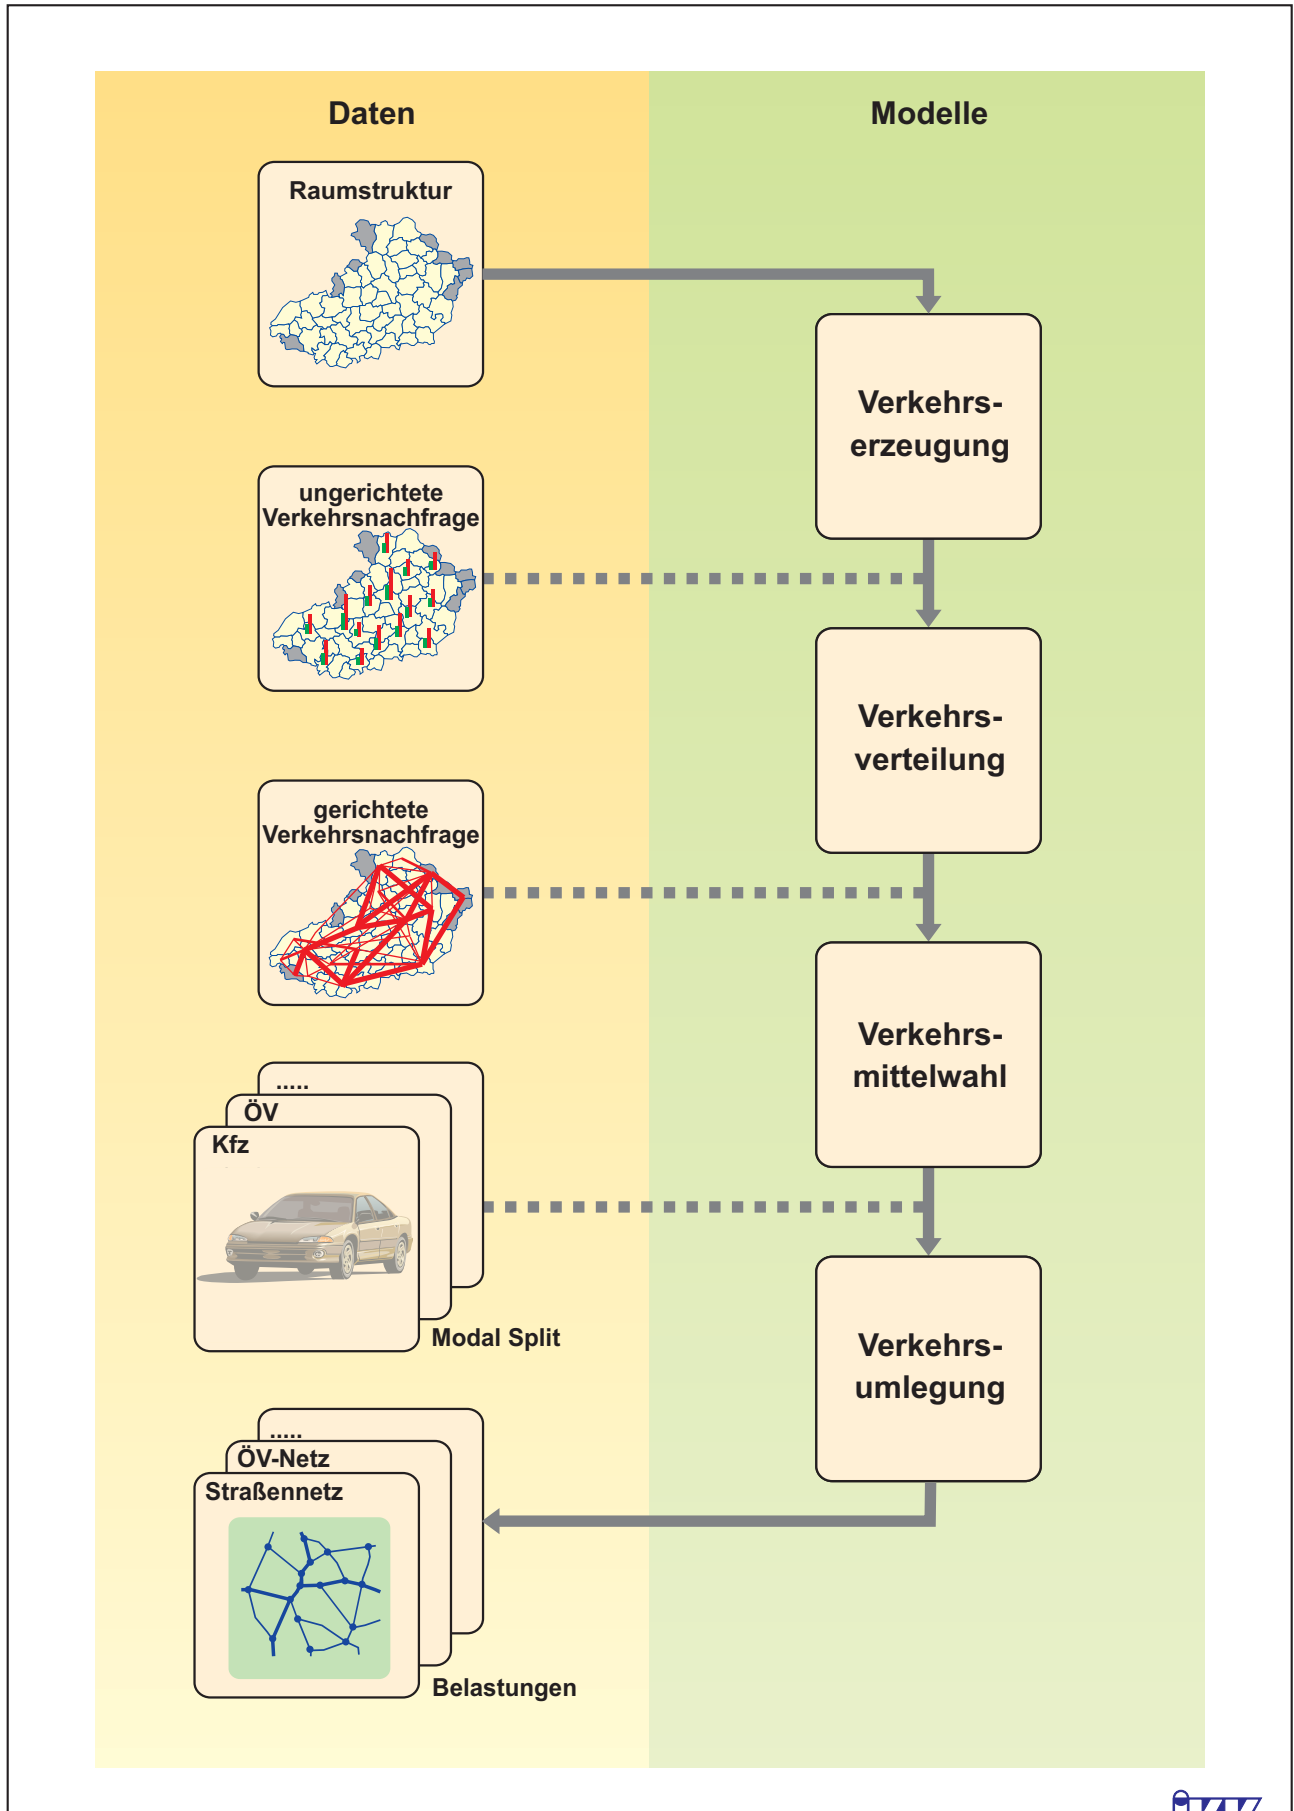 Daten
Modelle
Raumstruktur
Verkehrs-
erzeugung
ungerichtete
Verkehrsnachfrage
Verkehrs-
verteilung
gerichtete
Verkehrsnachfrage
Verkehrs-
mittelwahl
.....
ÖV
Kfz
Modal Split
Verkehrs-
umlegung
.....
ÖV-Netz
Straßennetz
Belastungen